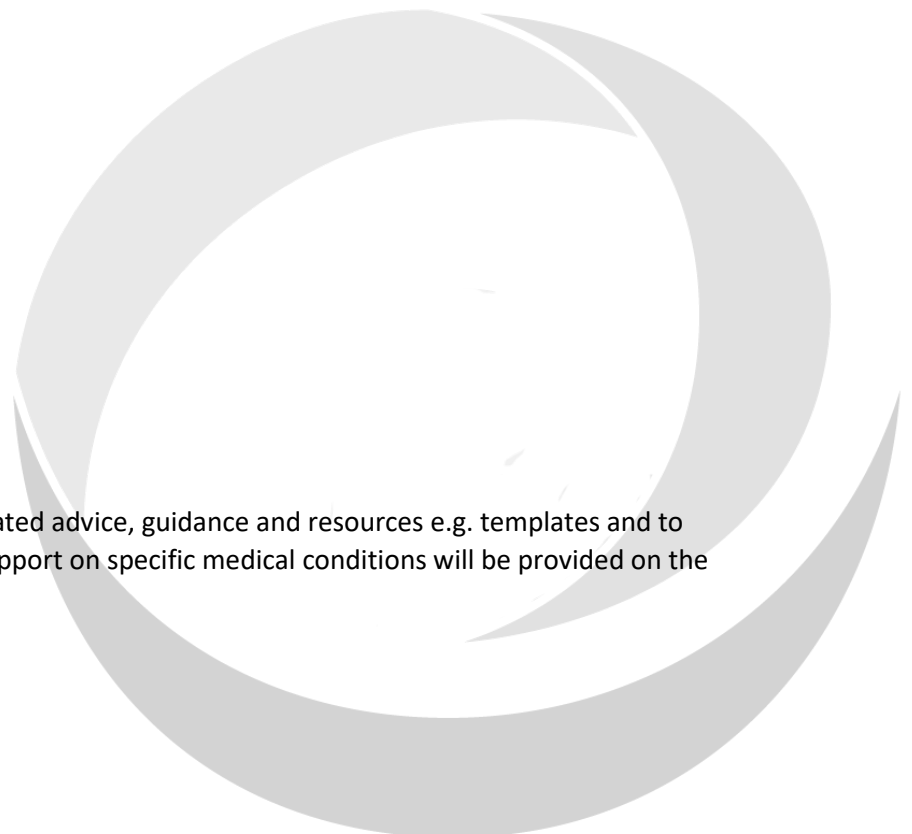 ated advice, guidance and resources e.g. templates and to
pport on specific medical conditions will be provided on the